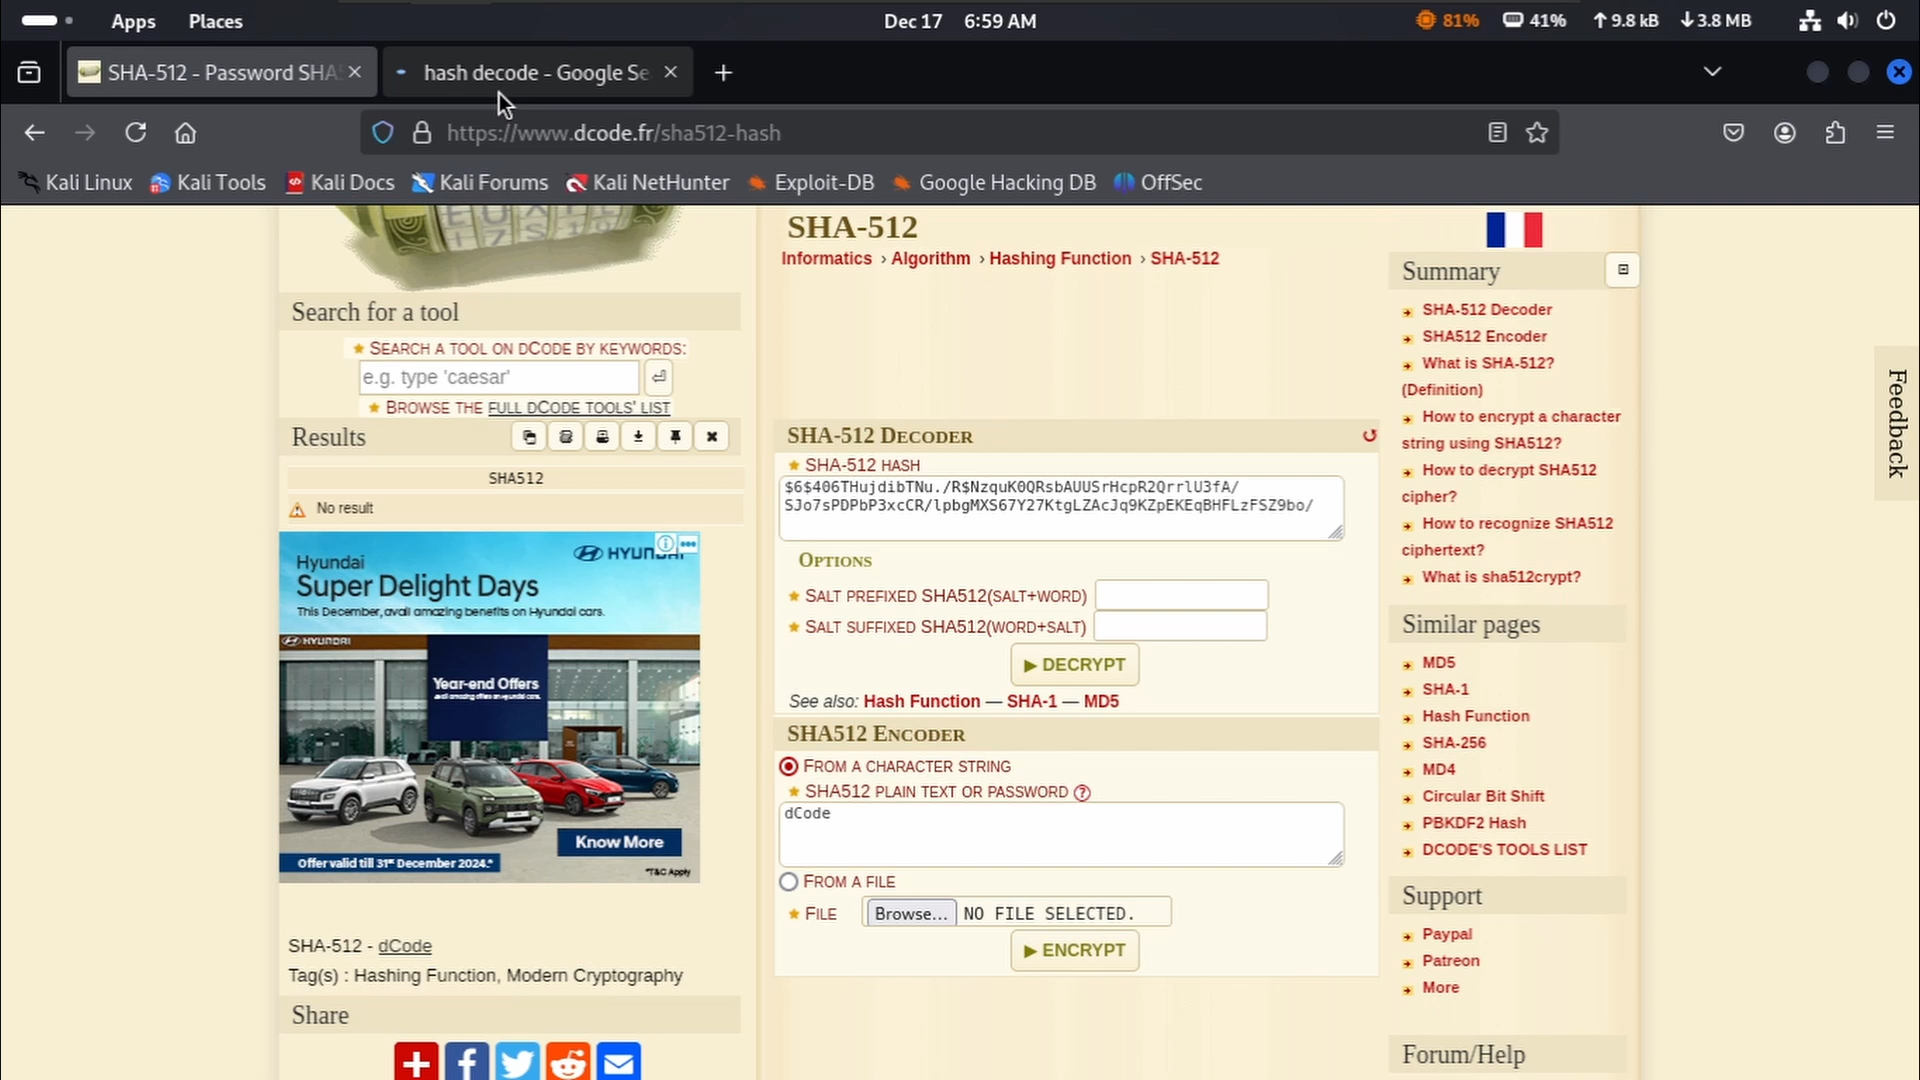 Apps Places Dec 17 6:59 AM 81% 41% 9.8 kB 3.8 MB
SHA-512 - Password SHA5 hash decode - Google Se
https://www.dcode.fr/sha512-hash
Kali Linux Kali Tools Kali Docs Kali Forums Kali NetHunter Exploit-DB Google Hacking DB OffSec
Search for a tool
SEARCH A TOOL ON DCODE BY KEYWORDS:
e.g. type 'caesar'
BROWSE THE FULL DCODE TOOLS' LIST
Results
SHA512
No result
Hyundai
Super Delight Days
This December, avail amazing benefits on Hyundai cars.
HYUNDAI
HYUNDAI
Year-end Offers
Know More
Offer valid till 31st December 2024.*
*T&C Apply
SHA-512 - dCode
Tag(s) : Hashing Function, Modern Cryptography
Share
SHA-512
Informatics › Algorithm › Hashing Function › SHA-512
SHA-512 DECODER
SHA-512 HASH
$6$406THujdibTNu./R$NzquK0QRsbAUUSrHcpR2QrrlU3fA/
SJo7sPDPbP3xcCR/lpbgMXS67Y27KtgLZAcJq9KZpEKEqBHFLzFSZ9bo/
OPTIONS
SALT PREFIXED SHA512(SALT+WORD)
SALT SUFFIXED SHA512(WORD+SALT)
▶ DECRYPT
See also: Hash Function — SHA-1 — MD5
SHA512 ENCODER
FROM A CHARACTER STRING
SHA512 PLAIN TEXT OR PASSWORD ?
dCode
FROM A FILE
FILE Browse... NO FILE SELECTED.
▶ ENCRYPT
Summary
SHA-512 Decoder
SHA512 Encoder
What is SHA-512?
(Definition)
How to encrypt a character
string using SHA512?
How to decrypt SHA512
cipher?
How to recognize SHA512
ciphertext?
What is sha512crypt?
Similar pages
MD5
SHA-1
Hash Function
SHA-256
MD4
Circular Bit Shift
PBKDF2 Hash
DCODE'S TOOLS LIST
Support
Paypal
Patreon
More
Forum/Help
Feedback